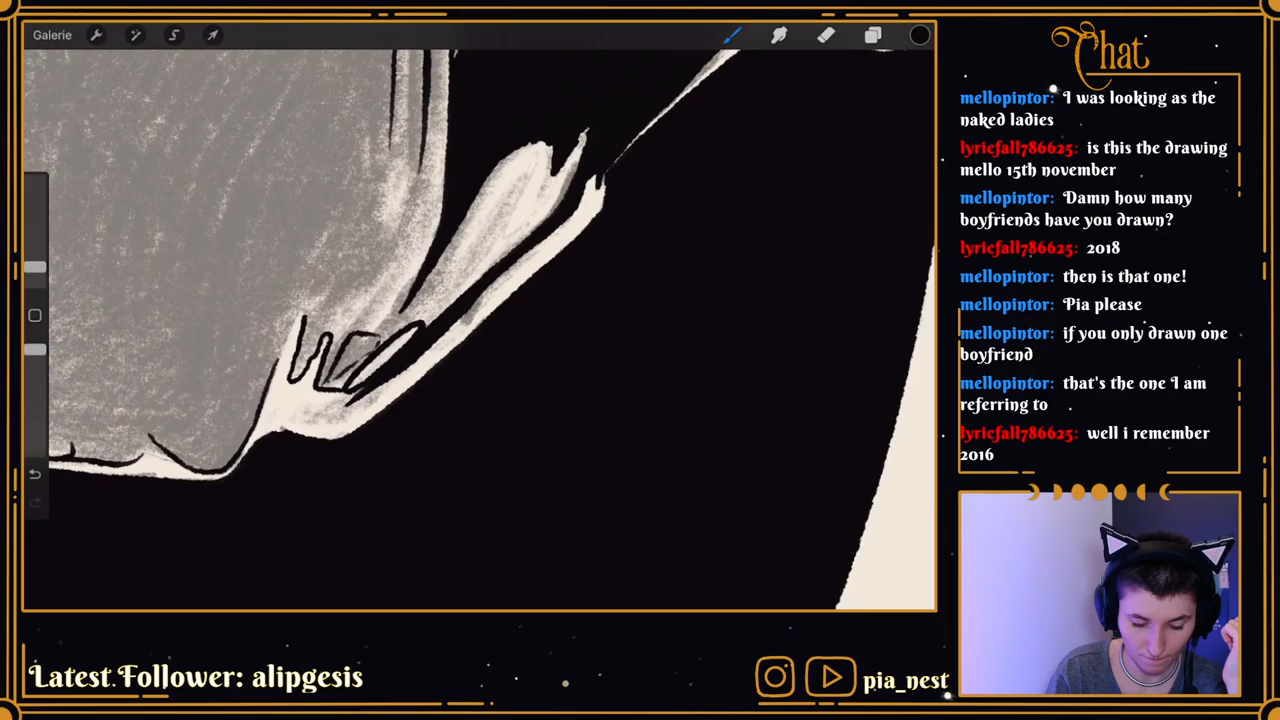 Galerie
Chat
mellopintor: I was looking as the
naked ladies
lyricfall786625: is this the drawing
mello 15th november
mellopintor: Damn how many
boyfriends have you drawn?
lyricfall786625: 2018
mellopintor: then is that one!
mellopintor: Pia please
mellopintor: if you only drawn one
boyfriend
mellopintor: that's the one I am
referring to
lyricfall786625: well i remember
2016
Latest Follower: alipgesis
pia_nest